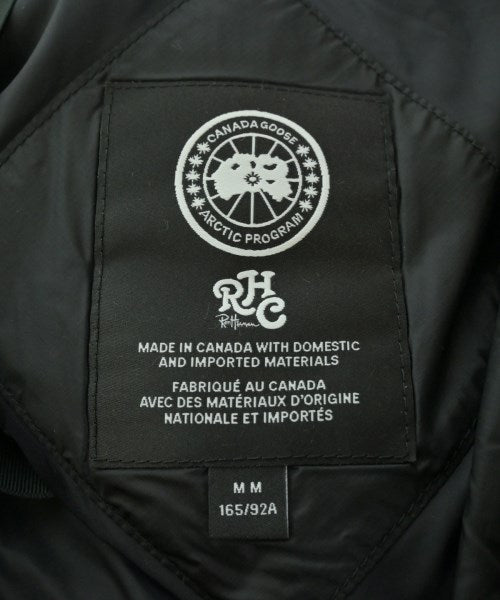 CANADA GOOSE
ARCTIC PROGRAM
RHC
Ron Herman
MADE IN CANADA WITH DOMESTIC
AND IMPORTED MATERIALS
FABRIQUÉ AU CANADA
AVEC DES MATÉRIAUX D'ORIGINE
NATIONALE ET IMPORTÉS
M M
165/92A